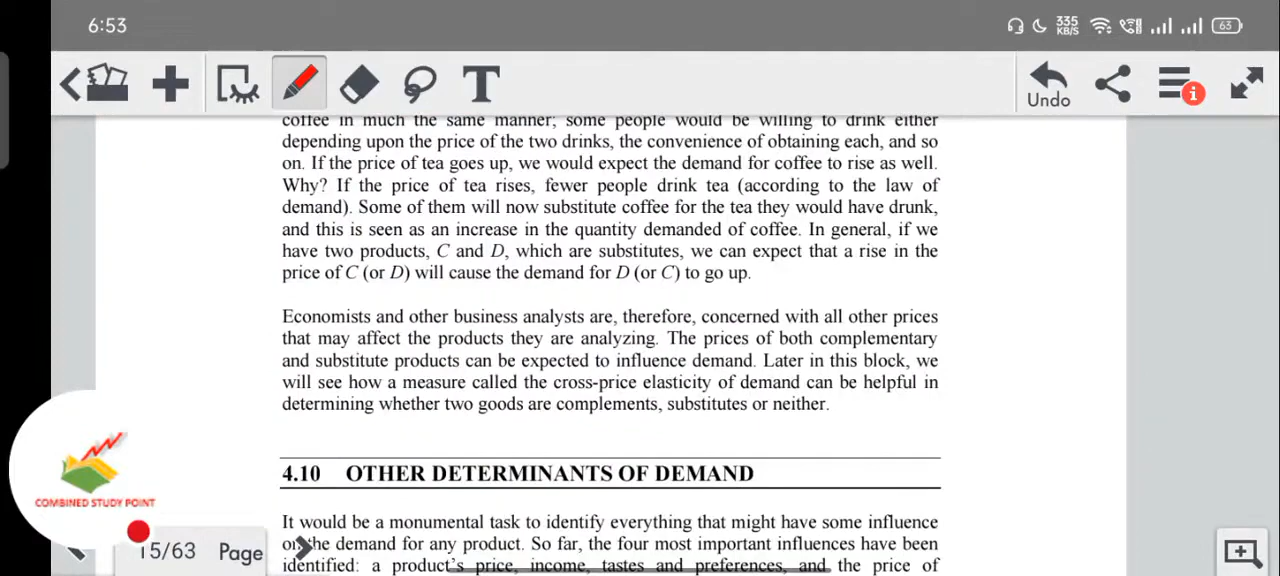 6:53
335
KB/S
63
T
Undo
coffee in much the same manner; some people would be willing to drink either
depending upon the price of the two drinks, the convenience of obtaining each, and so
on. If the price of tea goes up, we would expect the demand for coffee to rise as well.
Why? If the price of tea rises, fewer people drink tea (according to the law of
demand). Some of them will now substitute coffee for the tea they would have drunk,
and this is seen as an increase in the quantity demanded of coffee. In general, if we
have two products, C and D, which are substitutes, we can expect that a rise in the
price of C (or D) will cause the demand for D (or C) to go up.
Economists and other business analysts are, therefore, concerned with all other prices
that may affect the products they are analyzing. The prices of both complementary
and substitute products can be expected to influence demand. Later in this block, we
will see how a measure called the cross-price elasticity of demand can be helpful in
determining whether two goods are complements, substitutes or neither.
COMBINED STUDY POINT
4.10 OTHER DETERMINANTS OF DEMAND
It would be a monumental task to identify everything that might have some influence
on the demand for any product. So far, the four most important influences have been
identified: a product's price, income, tastes and preferences, and the price of
15/63 Page